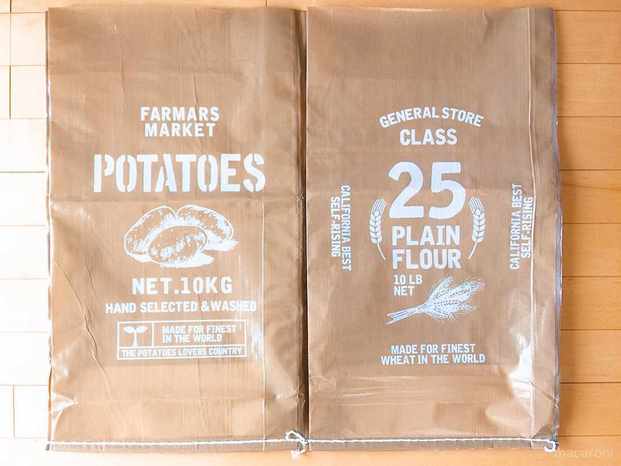 FARMARS
MARKET
POTATOES
NET.10KG
HAND SELECTED & WASHED
MADE FOR FINEST
IN THE WORLD
THE POTATOES LOVERS COUNTRY
GENERAL STORE
CLASS
25
PLAIN
FLOUR
10 LB
NET
CALIFORNIA BEST
SELF-RISING
CALIFORNIA BEST
SELF-RISING
MADE FOR FINEST
WHEAT IN THE WORLD
macaroni